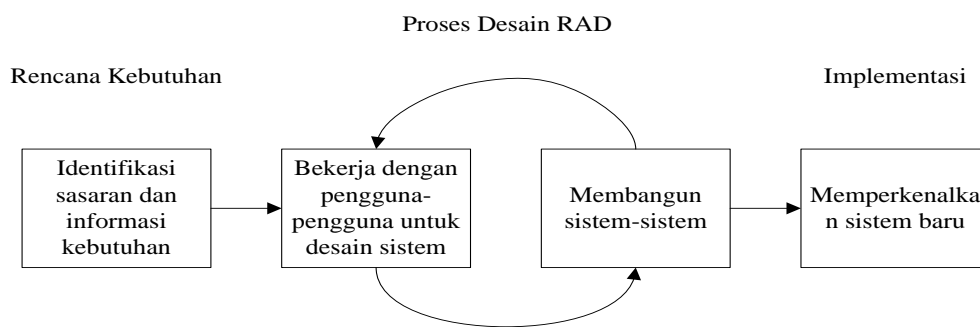 Proses Desain RAD
Rencana Kebutuhan
Implementasi
Identifikasi
sasaran dan
informasi
kebutuhan
Bekerja dengan
pengguna-
pengguna untuk
desain sistem
Membangun
sistem-sistem
Memperkenalka
n sistem baru